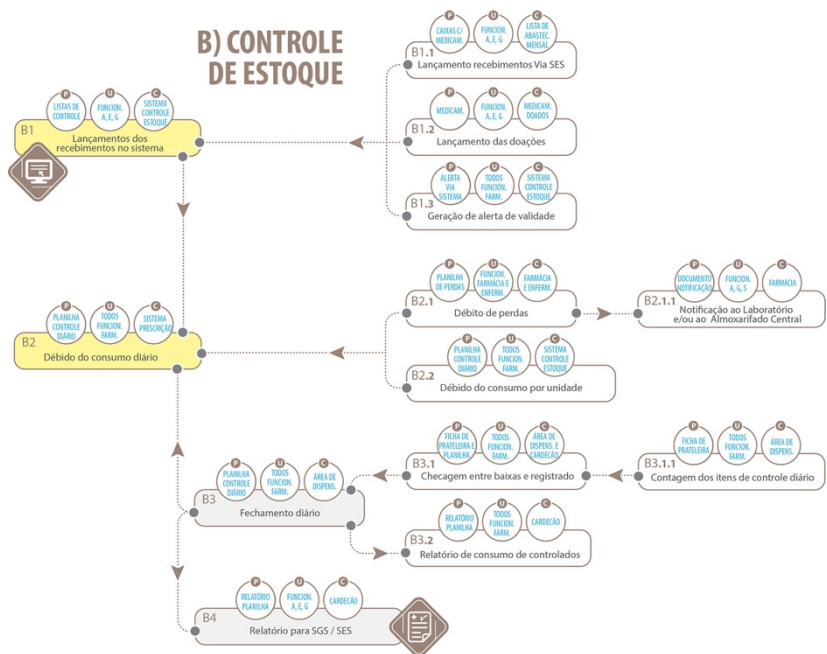 B) CONTROLE
DE ESTOQUE
P
CAIXAS C/
MEDICAM.
U
FUNCION.
A, E, G
C
LISTA DE
ABASTEC.
MENSAL
B1.1
Lançamento recebimentos Via SES
P
LISTAS DE
CONTROLE
U
FUNCION.
A, E, G
C
SISTEMA
CONTROLE
ESTOQUE
B1
Lançamentos dos
recebimentos no sistema
P
MEDICAM.
U
FUNCION.
A, E, G
C
MEDICAM.
DOADOS
B1.2
Lançamento das doações
P
ALERTA
VIA
SISTEMA
U
TODOS
FUNCION.
FARM.
C
SISTEMA
CONTROLE
ESTOQUE
B1.3
Geração de alerta de validade
P
PLANILHA
DE PERDAS
U
FUNCION.
FARMÁCIA E
ENFERM.
C
FARMÁCIA
E ENFERM.
B2.1
Débito de perdas
P
DOCUMENTO
NOTIFICAÇÃO
U
FUNCION.
A, G, S
C
FARMÁCIA
B2.1.1
Notificação ao Laboratório
e/ou ao Almoxarifado Central
P
PLANILHA
CONTROLE
DIÁRIO
U
TODOS
FUNCION.
FARM.
C
SISTEMA
PRESCRIÇÃO
B2
Débido do consumo diário
P
PLANILHA
CONTROLE
DIÁRIO
U
TODOS
FUNCION.
FARM.
C
SISTEMA
CONTROLE
ESTOQUE
B2.2
Débido do consumo por unidade
P
FICHA DE
PRATELEIRA E
PLANILHA
U
TODOS
FUNCION.
FARM.
C
ÁREA DE
DISPENS. E
CARDECÃO
B3.1
Checagem entre baixas e registrado
P
FICHA DE
PRATELEIRA
U
TODOS
FUNCION.
FARM.
C
ÁREA DE
DISPENS.
B3.1.1
Contagem dos itens de controle diário
P
PLANILHA
CONTROLE
DIÁRIO
U
TODOS
FUNCION.
FARM.
C
ÁREA DE
DISPENS.
B3
Fechamento diário
P
RELATÓRIO
PLANILHA
U
TODOS
FUNCION.
FARM.
C
CARDECÃO
B3.2
Relatório de consumo de controlados
P
RELATÓRIO
PLANILHA
U
FUNCION.
A, E, G
C
CARDECÃO
B4
Relatório para SGS / SES